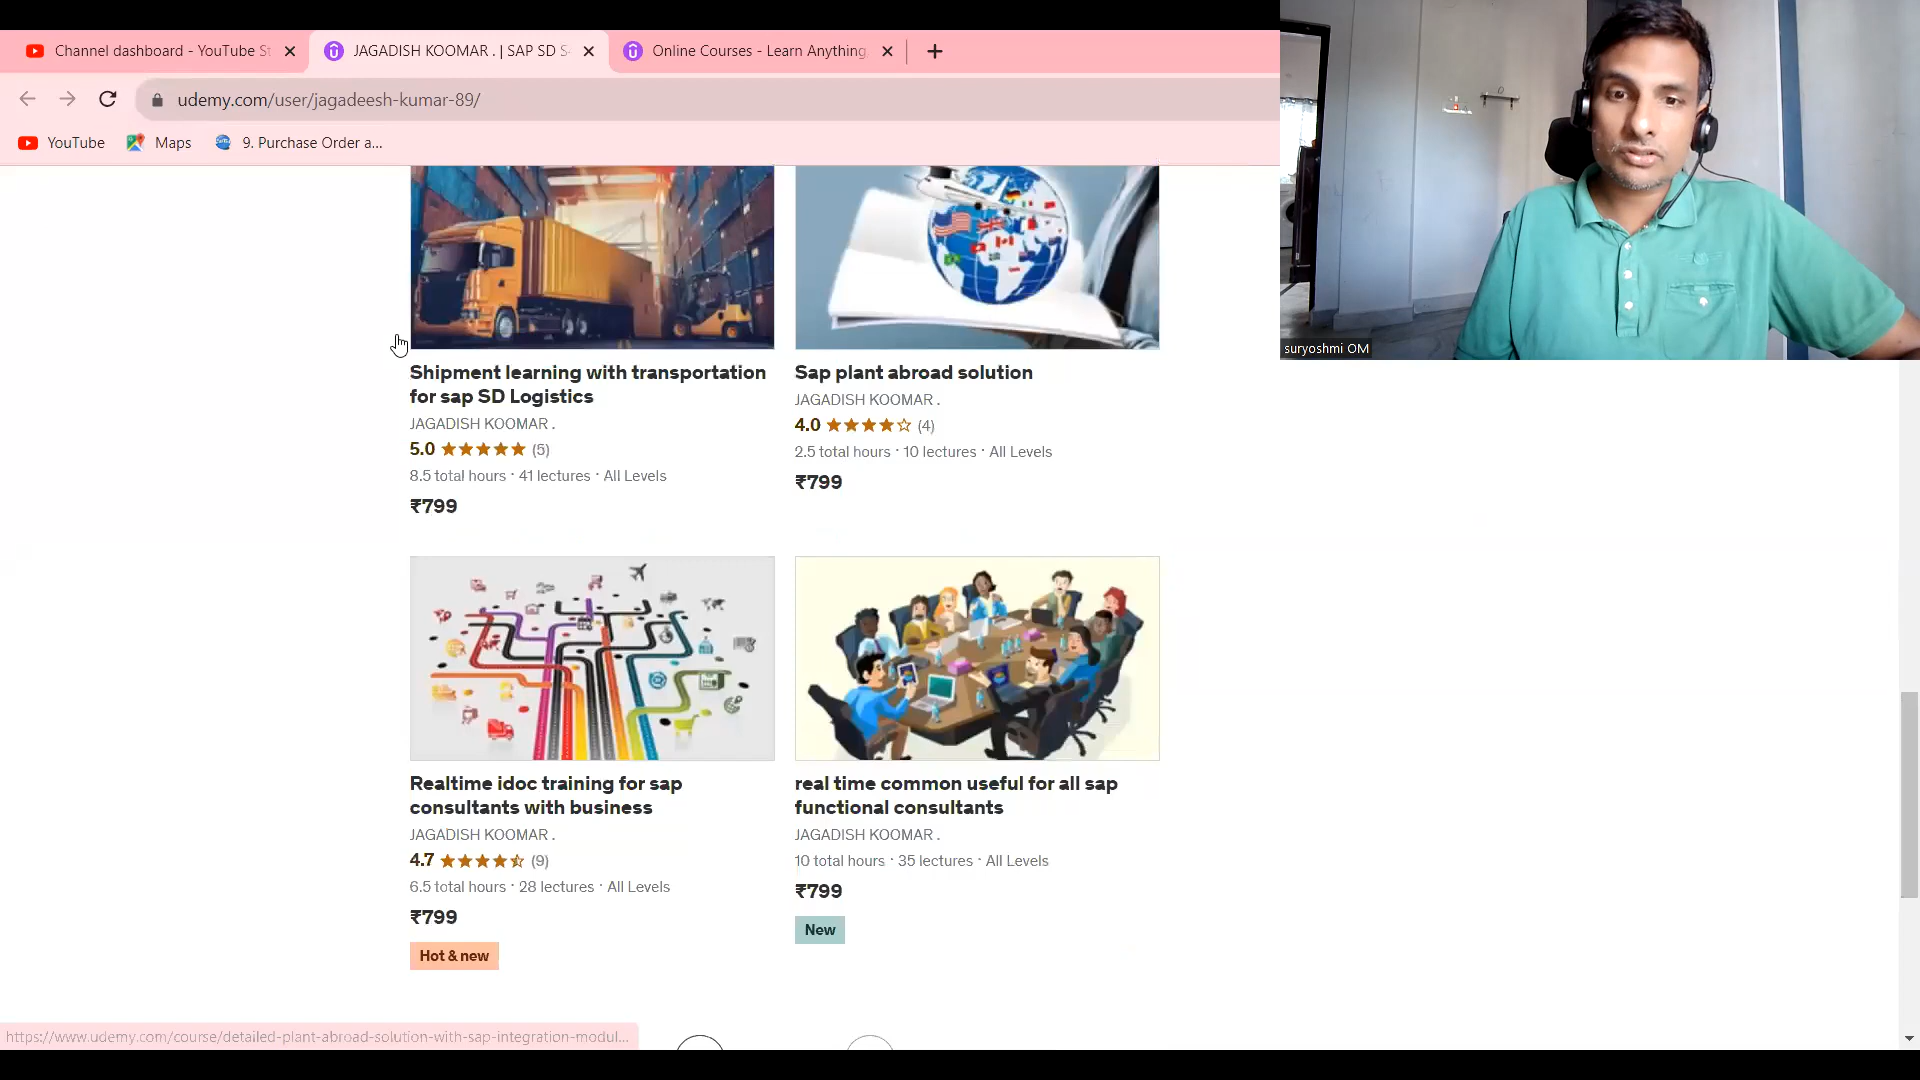 Channel dashboard - YouTube St
JAGADISH KOOMAR . | SAP SD S
Online Courses - Learn Anything,
udemy.com/user/jagadeesh-kumar-89/
YouTube
Maps
9. Purchase Order a...
suryoshmi OM
Shipment learning with transportation
for sap SD Logistics
JAGADISH KOOMAR .
5.0 (5)
8.5 total hours · 41 lectures · All Levels
₹799
Sap plant abroad solution
JAGADISH KOOMAR .
4.0 (4)
2.5 total hours · 10 lectures · All Levels
₹799
Realtime idoc training for sap
consultants with business
JAGADISH KOOMAR .
4.7 (9)
6.5 total hours · 28 lectures · All Levels
₹799
Hot & new
real time common useful for all sap
functional consultants
JAGADISH KOOMAR .
10 total hours · 35 lectures · All Levels
₹799
New
https://www.udemy.com/course/detailed-plant-abroad-solution-with-sap-integration-modul...